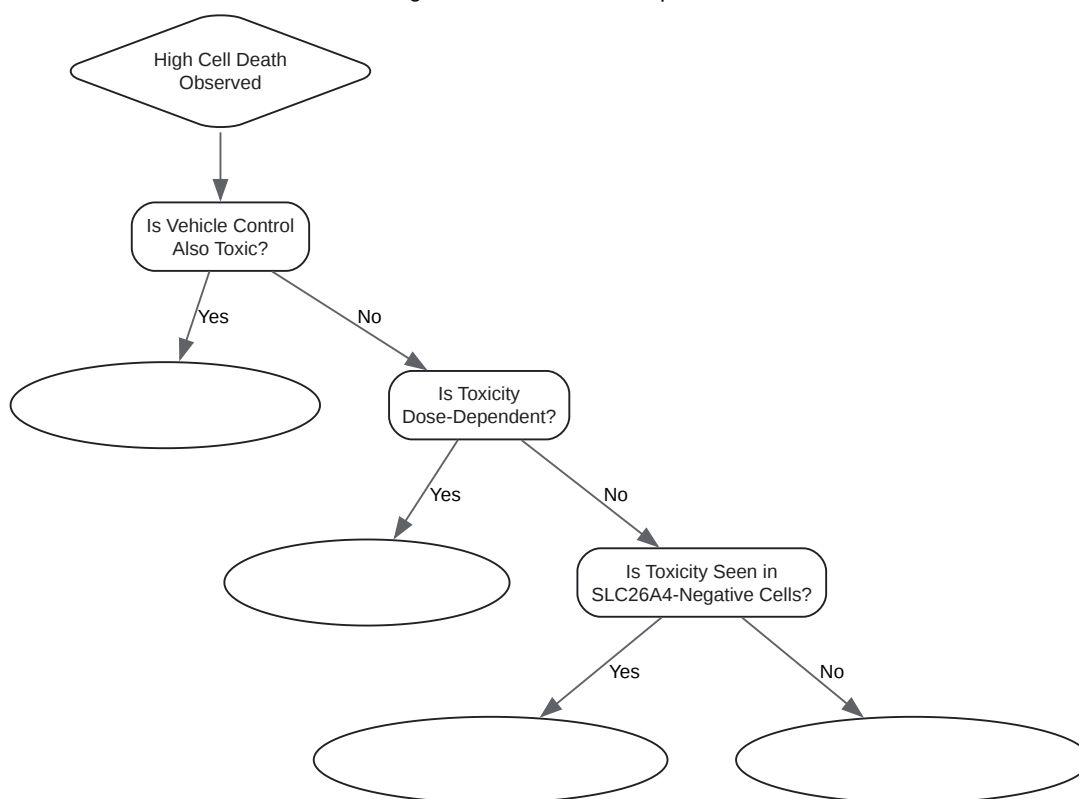 High Cell Death
Observed
Is Vehicle Control
Also Toxic?
Yes
No
Is Toxicity
Dose-Dependent?
Yes
No
Is Toxicity Seen in
SLC26A4-Negative Cells?
Yes
No